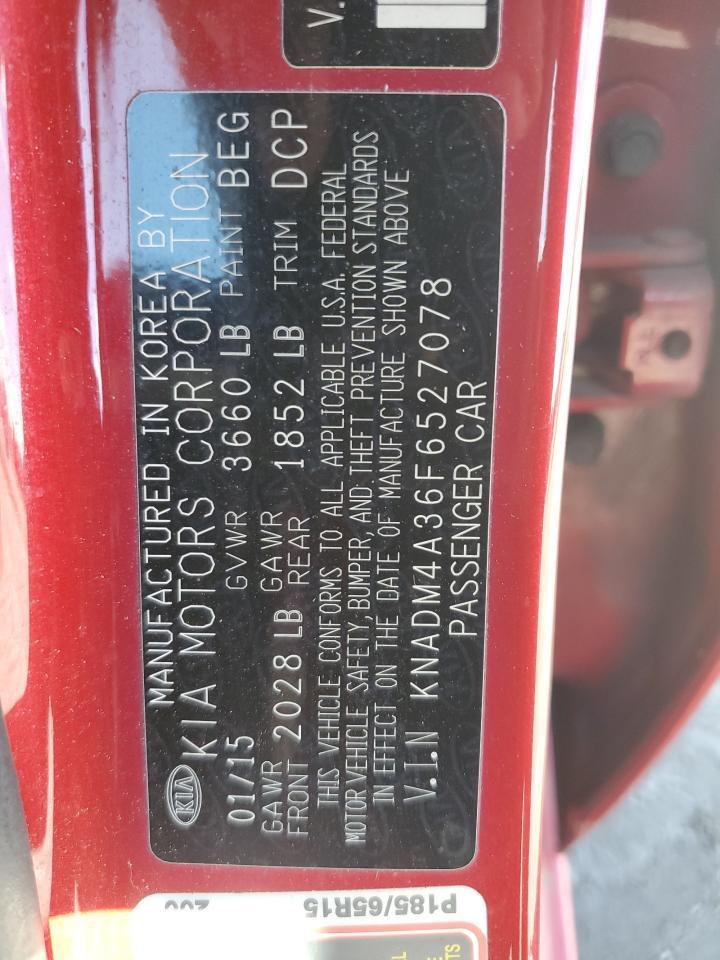 MANUFACTURED IN KOREA BY
KIA KIA MOTORS CORPORATION
01/15 GVWR 3660 LB PAINT BEG
GAWR FRONT 2028 LB GAWR REAR 1852 LB TRIM DCP
THIS VEHICLE CONFORMS TO ALL APPLICABLE U.S.A. FEDERAL
MOTOR VEHICLE SAFETY, BUMPER, AND THEFT PREVENTION STANDARDS
IN EFFECT ON THE DATE OF MANUFACTURE SHOWN ABOVE
V.I.N KNADM4A36F6527078
PASSENGER CAR
P185/65R15
V.